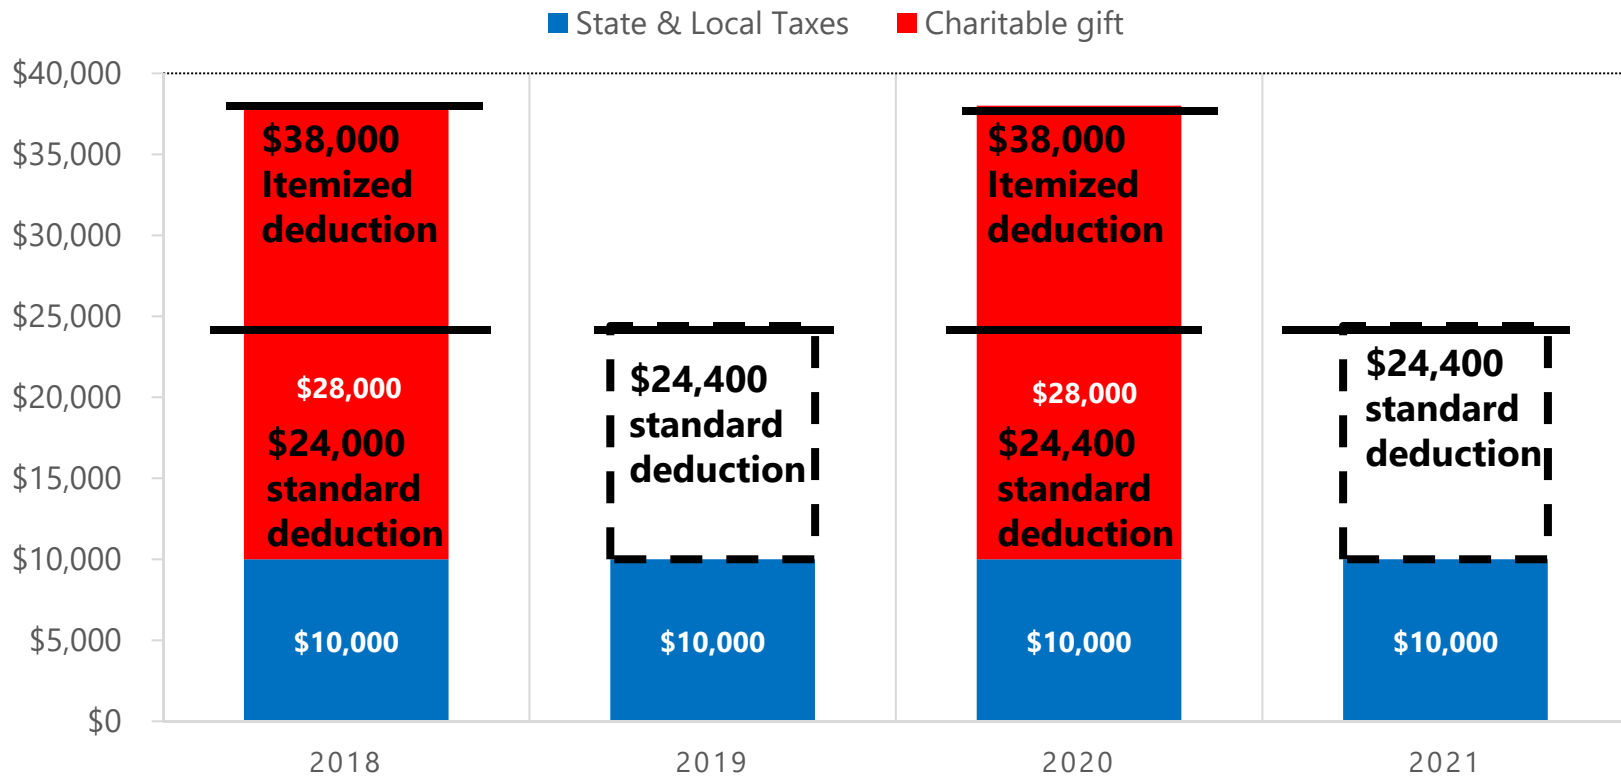 State & Local Taxes
Charitable gift
$40,000
$35,000
$30,000
$25,000
$20,000
$15,000
$10,000
$5,000
$0
$38,000
Itemized
deduction
$28,000
$24,000
standard
deduction
$10,000
$24,400
standard
deduction
$10,000
$38,000
Itemized
deduction
$28,000
$24,400
standard
deduction
$10,000
$24,400
standard
deduction
$10,000
2018
2019
2020
2021